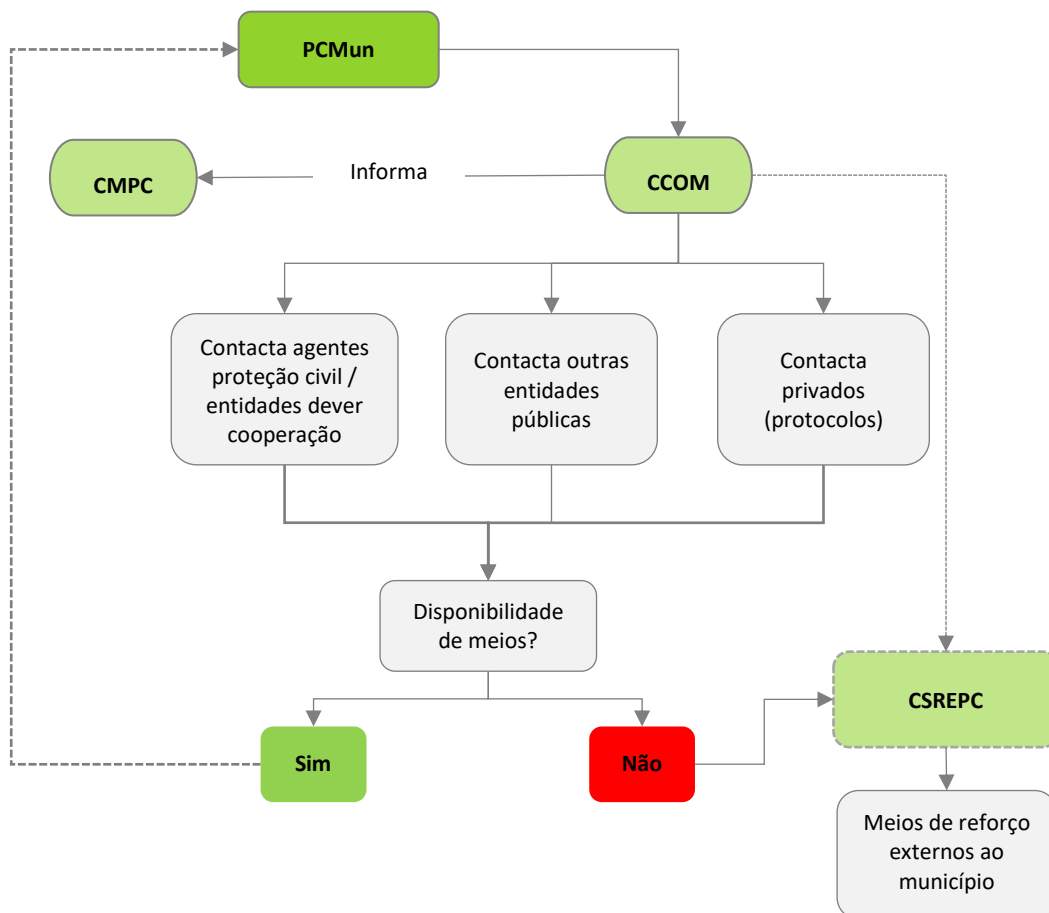 PCMun
CMPC
Informa
CCOM
Contacta agentes
proteção civil /
entidades dever
cooperação
Contacta outras
entidades
públicas
Contacta
privados
(protocolos)
Disponibilidade
de meios?
CSREPC
Sim
Não
Meios de reforço
externos ao
município